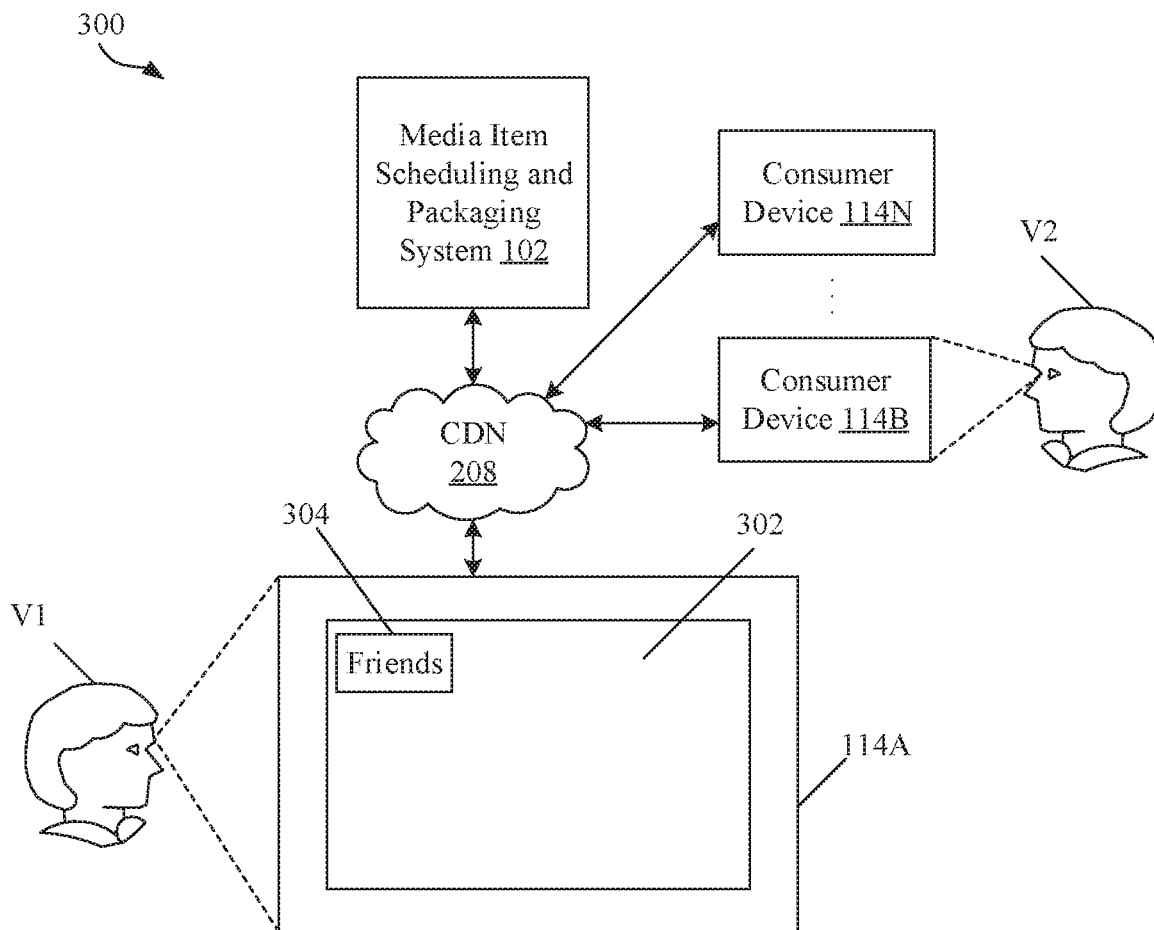 300
Media Item
Scheduling and
Packaging
System 102
Consumer
Device 114N
V2
Consumer
Device 114B
CDN
208
304
302
V1
Friends
114A